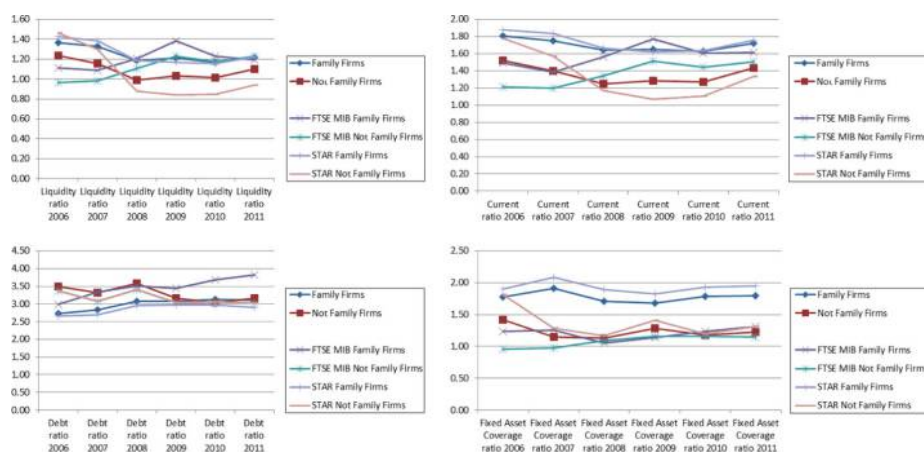 1.60
1.40
1.20
1.00
0.80
0.60
0.40
0.20
0.00
Liquidity ratio 2006
Liquidity ratio 2007
Liquidity ratio 2008
Liquidity ratio 2009
Liquidity ratio 2010
Liquidity ratio 2011
Family Firms
Not Family Firms
FTSE MIB Family Firms
FTSE MIB Not Family Firms
STAR Family Firms
STAR Not Family Firms
2.00
1.80
1.60
1.40
1.20
1.00
0.80
0.60
0.40
0.20
0.00
Current ratio 2006
Current ratio 2007
Current ratio 2008
Current ratio 2009
Current ratio 2010
Current ratio 2011
Family Firms
Not Family Firms
FTSE MIB Family Firms
FTSE MIB Not Family Firms
STAR Family Firms
STAR Not Family Firms
4.50
4.00
3.50
3.00
2.50
2.00
1.50
1.00
0.50
0.00
Debt ratio 2006
Debt ratio 2007
Debt ratio 2008
Debt ratio 2009
Debt ratio 2010
Debt ratio 2011
Family Firms
Not Family Firms
FTSE MIB Family Firms
FTSE MIB Not Family Firms
STAR Family Firms
STAR Not Family Firms
2.50
2.00
1.50
1.00
0.50
0.00
Fixed Asset Coverage ratio 2006
Fixed Asset Coverage ratio 2007
Fixed Asset Coverage ratio 2008
Fixed Asset Coverage ratio 2009
Fixed Asset Coverage ratio 2010
Fixed Asset Coverage ratio 2011
Family Firms
Not Family Firms
FTSE MIB Family Firms
FTSE MIB Not Family Firms
STAR Family Firms
STAR Not Family Firms